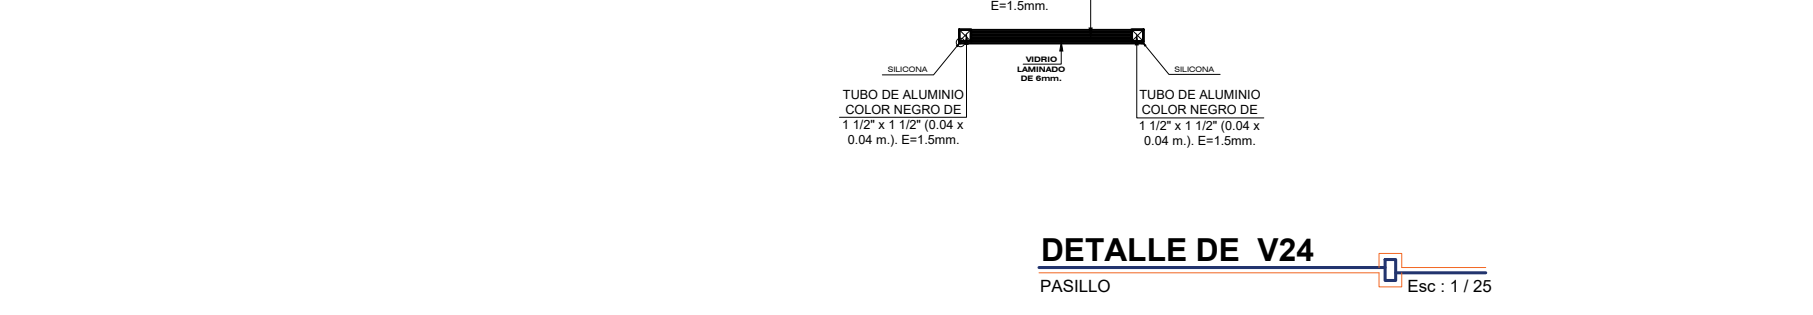 E=1.5mm.
SILICONA
VIDRIO
LAMINADO
DE 6mm.
SILICONA
TUBO DE ALUMINIO
COLOR NEGRO DE
1 1/2" x 1 1/2" (0.04 x
0.04 m.). E=1.5mm.
TUBO DE ALUMINIO
COLOR NEGRO DE
1 1/2" x 1 1/2" (0.04 x
0.04 m.). E=1.5mm.
DETALLE DE  V24
PASILLO
Esc : 1 / 25